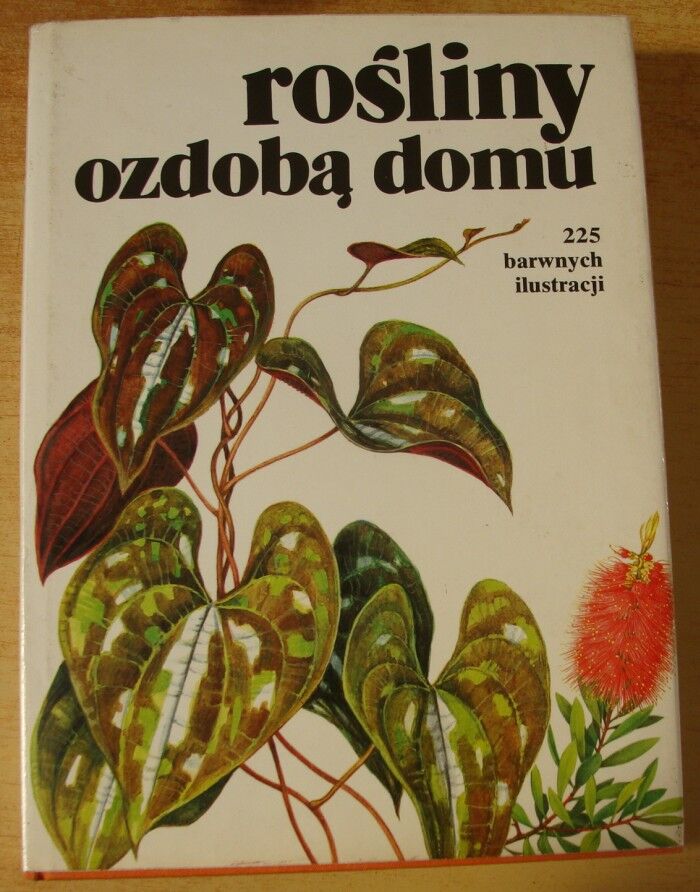 rośliny
ozdobą domu
225
barwnych
ilustracji